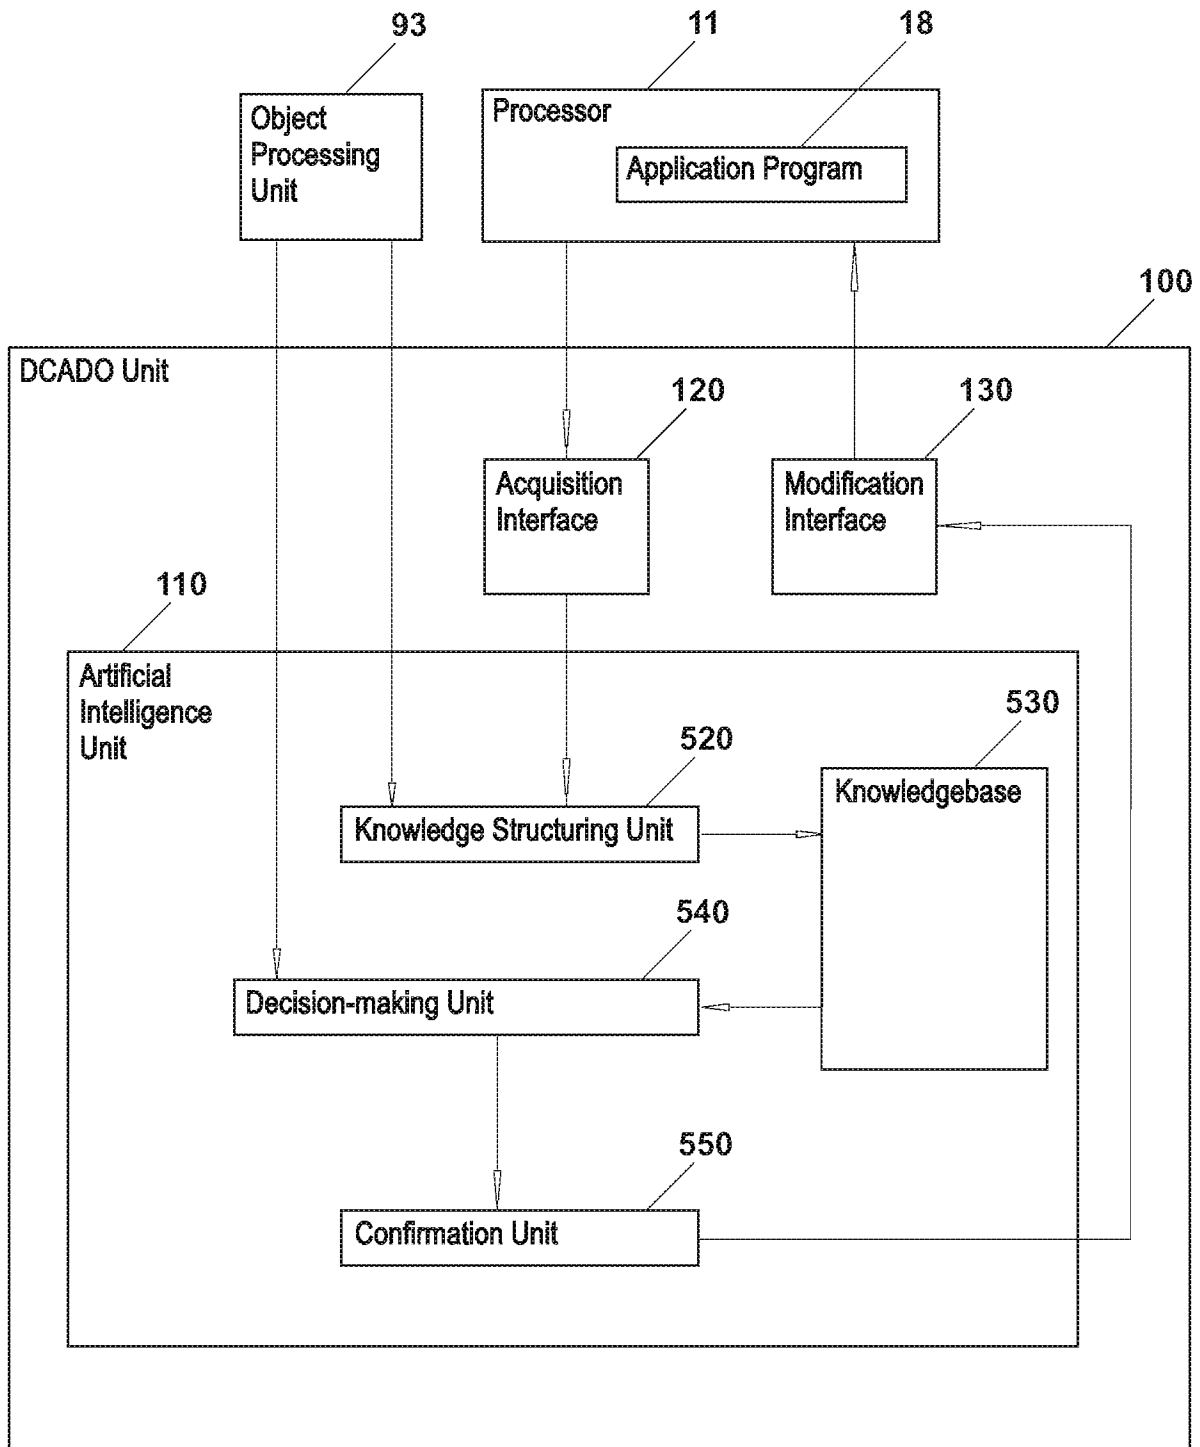 93
11
18
Object
Processing
Unit
Processor
Application Program
100
DCADO Unit
120
130
Acquisition
Interface
Modification
Interface
110
Artificial
Intelligence
Unit
520
530
Knowledge Structuring Unit
Knowledgebase
540
Decision-making Unit
550
Confirmation Unit